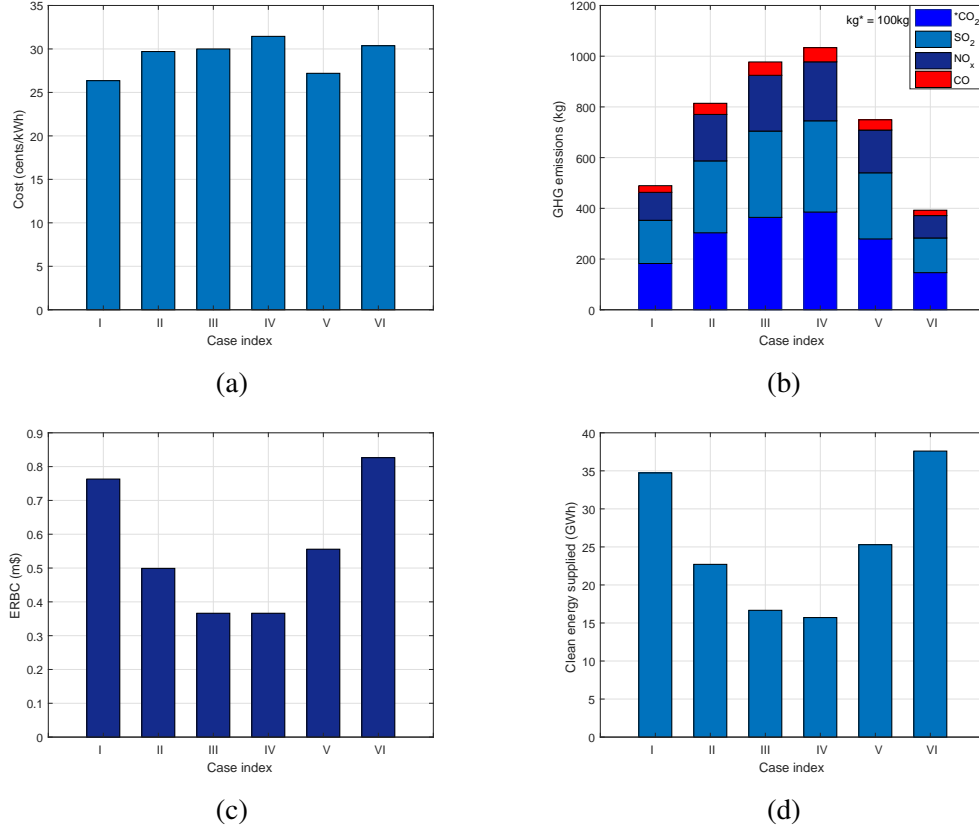 35
30
25
20
15
10
5
0
Cost (cents/kWh)
I II III IV V VI
Case index
(a)
1200
1000
800
600
400
200
0
GHG emissions (kg)
kg* = 100kg
*CO2
SO2
NOx
CO
I II III IV V VI
Case index
(b)
0.9
0.8
0.7
0.6
0.5
0.4
0.3
0.2
0.1
0
ERBC (m$)
I II III IV V VI
Case index
(c)
40
35
30
25
20
15
10
5
0
Clean energy supplied (GWh)
I II III IV V VI
Case index
(d)